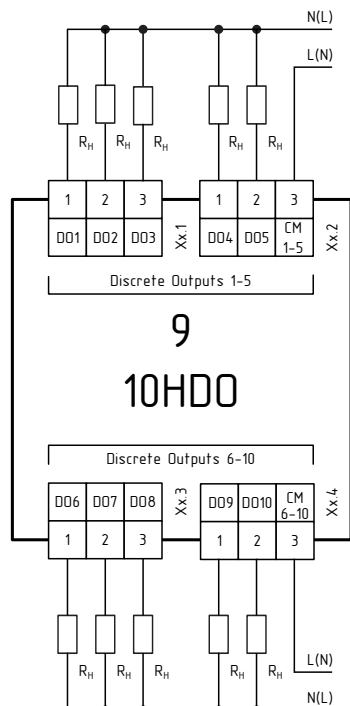 N(L)
L(N)
RH RH RH RH RH
1 2 3 1 2 3
DO1 DO2 DO3 Xx.1 DO4 DO5 CM 1-5 Xx.2
Discrete Outputs 1-5
9
10HDO
Discrete Outputs 6-10
DO6 DO7 DO8 Xx.3 DO9 DO10 CM 6-10 Xx.4
1 2 3 1 2 3
RH RH RH RH RH
L(N)
N(L)